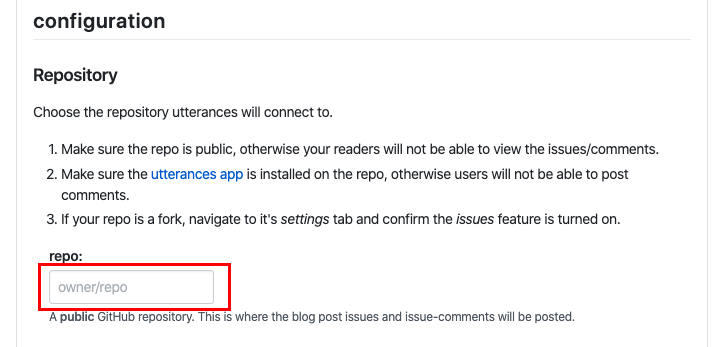 configuration
Repository
Choose the repository utterances will connect to.
1. Make sure the repo is public, otherwise your readers will not be able to view the issues/comments.
2. Make sure the utterances app is installed on the repo, otherwise users will not be able to post
comments.
3. If your repo is a fork, navigate to it's settings tab and confirm the issues feature is turned on.
repo:
owner/repo
A public GitHub repository. This is where the blog post issues and issue-comments will be posted.